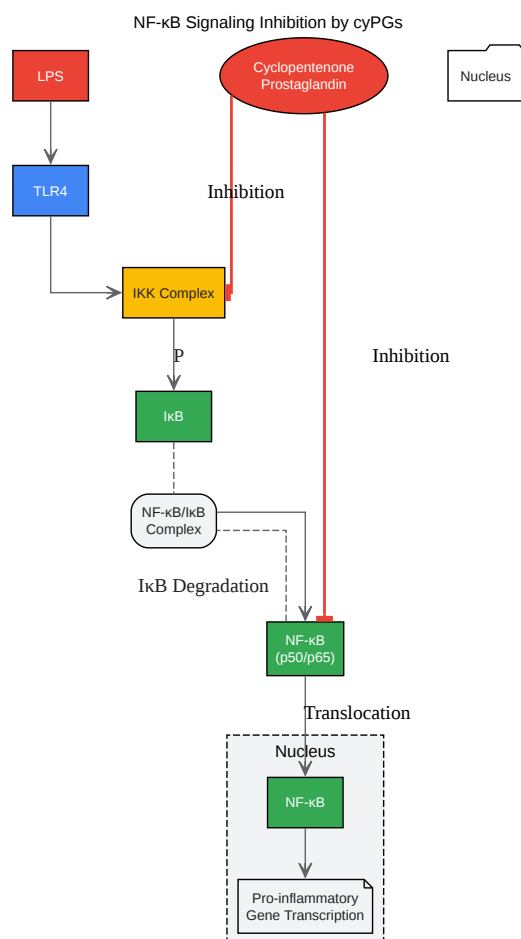 NF-κB Signaling Inhibition by cyPGs
LPS
Cyclopentenone
Prostaglandin
Nucleus
TLR4
Inhibition
IKK Complex
P
Inhibition
IκB
NF-κB/IκB
Complex
IκB Degradation
NF-κB
(p50/p65)
Translocation
Nucleus
NF-κB
Pro-inflammatory
Gene Transcription